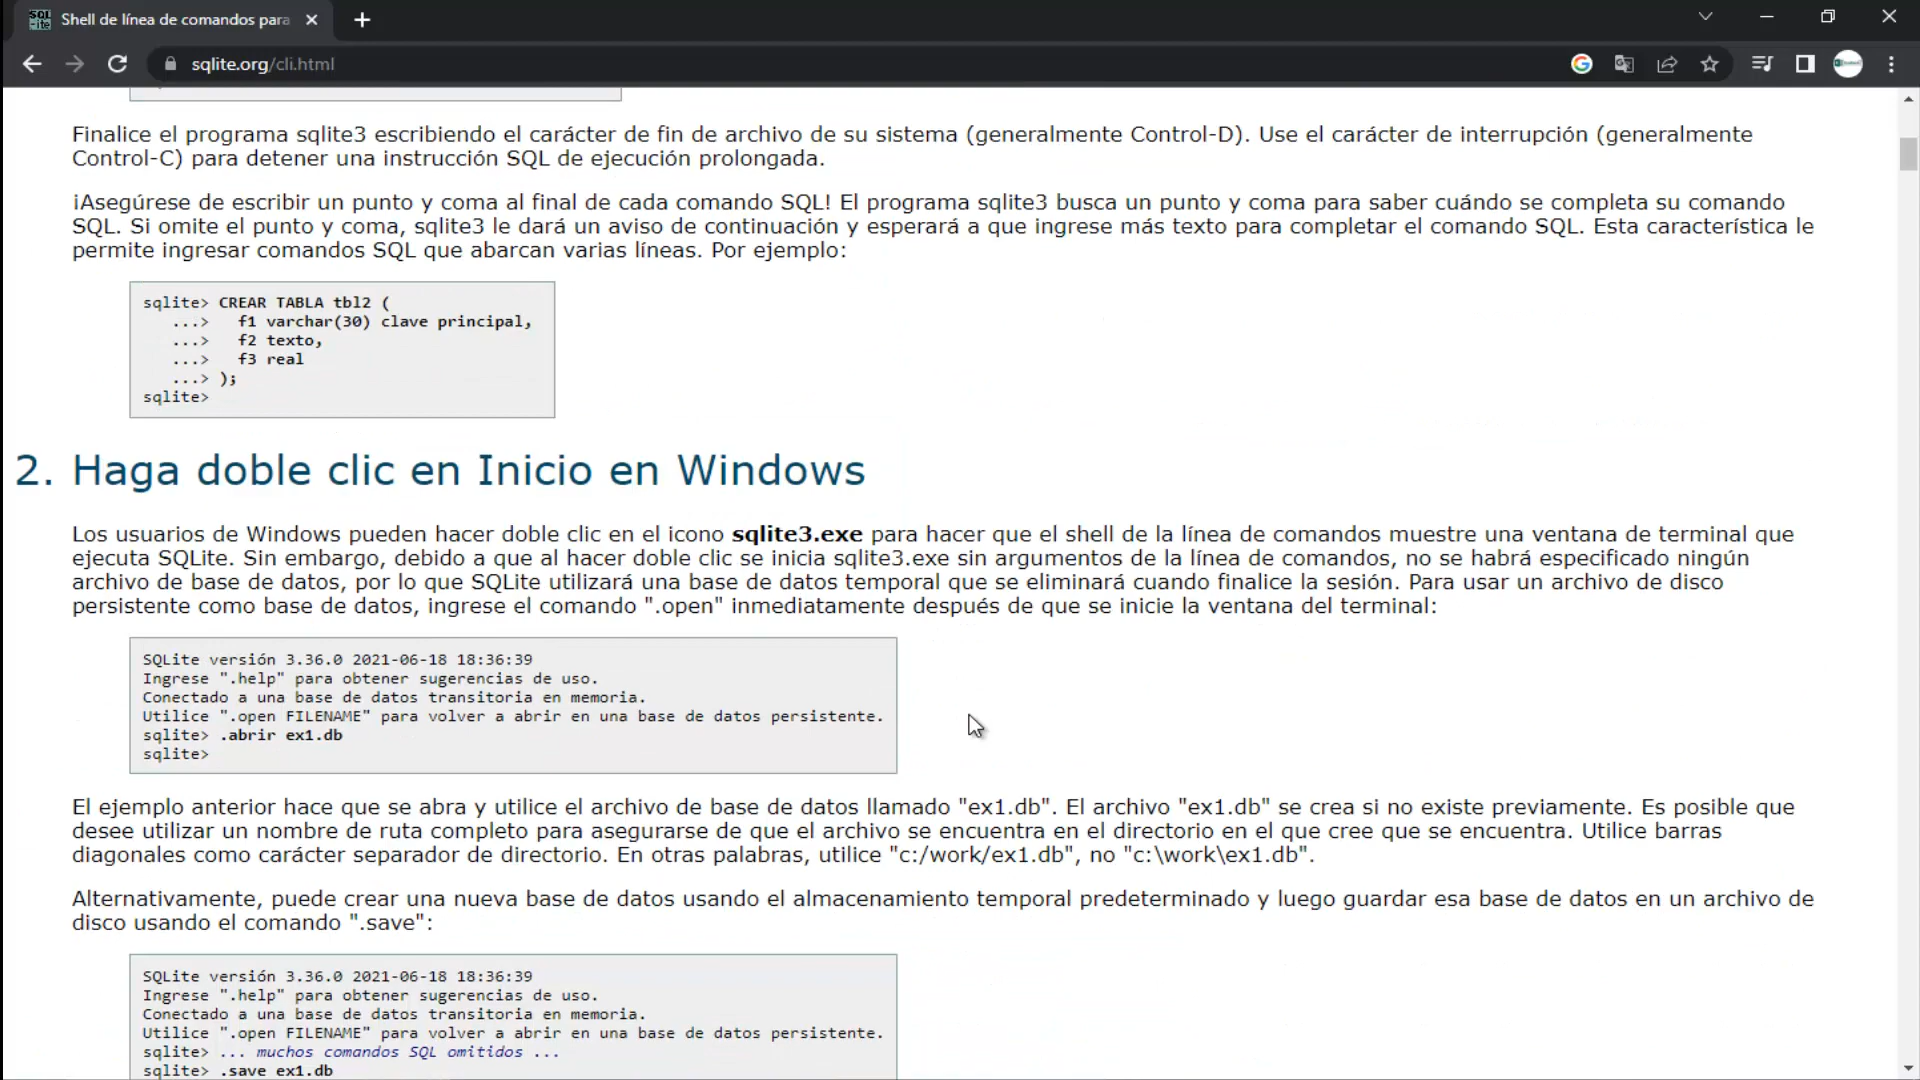 Shell de línea de comandos para
sqlite.org/cli.html
Finalice el programa sqlite3 escribiendo el carácter de fin de archivo de su sistema (generalmente Control-D). Use el carácter de interrupción (generalmente
Control-C) para detener una instrucción SQL de ejecución prolongada.
¡Asegúrese de escribir un punto y coma al final de cada comando SQL! El programa sqlite3 busca un punto y coma para saber cuándo se completa su comando
SQL. Si omite el punto y coma, sqlite3 le dará un aviso de continuación y esperará a que ingrese más texto para completar el comando SQL. Esta característica le
permite ingresar comandos SQL que abarcan varias líneas. Por ejemplo:
sqlite> CREAR TABLA tbl2 (
...> f1 varchar(30) clave principal,
...> f2 texto,
...> f3 real
...> );
sqlite>
2. Haga doble clic en Inicio en Windows
Los usuarios de Windows pueden hacer doble clic en el icono sqlite3.exe para hacer que el shell de la línea de comandos muestre una ventana de terminal que
ejecuta SQLite. Sin embargo, debido a que al hacer doble clic se inicia sqlite3.exe sin argumentos de la línea de comandos, no se habrá especificado ningún
archivo de base de datos, por lo que SQLite utilizará una base de datos temporal que se eliminará cuando finalice la sesión. Para usar un archivo de disco
persistente como base de datos, ingrese el comando ".open" inmediatamente después de que se inicie la ventana del terminal:
SQLite versión 3.36.0 2021-06-18 18:36:39
Ingrese ".help" para obtener sugerencias de uso.
Conectado a una base de datos transitoria en memoria.
Utilice ".open FILENAME" para volver a abrir en una base de datos persistente.
sqlite> .abrir ex1.db
sqlite>
El ejemplo anterior hace que se abra y utilice el archivo de base de datos llamado "ex1.db". El archivo "ex1.db" se crea si no existe previamente. Es posible que
desee utilizar un nombre de ruta completo para asegurarse de que el archivo se encuentra en el directorio en el que cree que se encuentra. Utilice barras
diagonales como carácter separador de directorio. En otras palabras, utilice "c:/work/ex1.db", no "c:\work\ex1.db".
Alternativamente, puede crear una nueva base de datos usando el almacenamiento temporal predeterminado y luego guardar esa base de datos en un archivo de
disco usando el comando ".save":
SQLite versión 3.36.0 2021-06-18 18:36:39
Ingrese ".help" para obtener sugerencias de uso.
Conectado a una base de datos transitoria en memoria.
Utilice ".open FILENAME" para volver a abrir en una base de datos persistente.
sqlite> ... muchos comandos SQL omitidos ...
sqlite> .save ex1.db